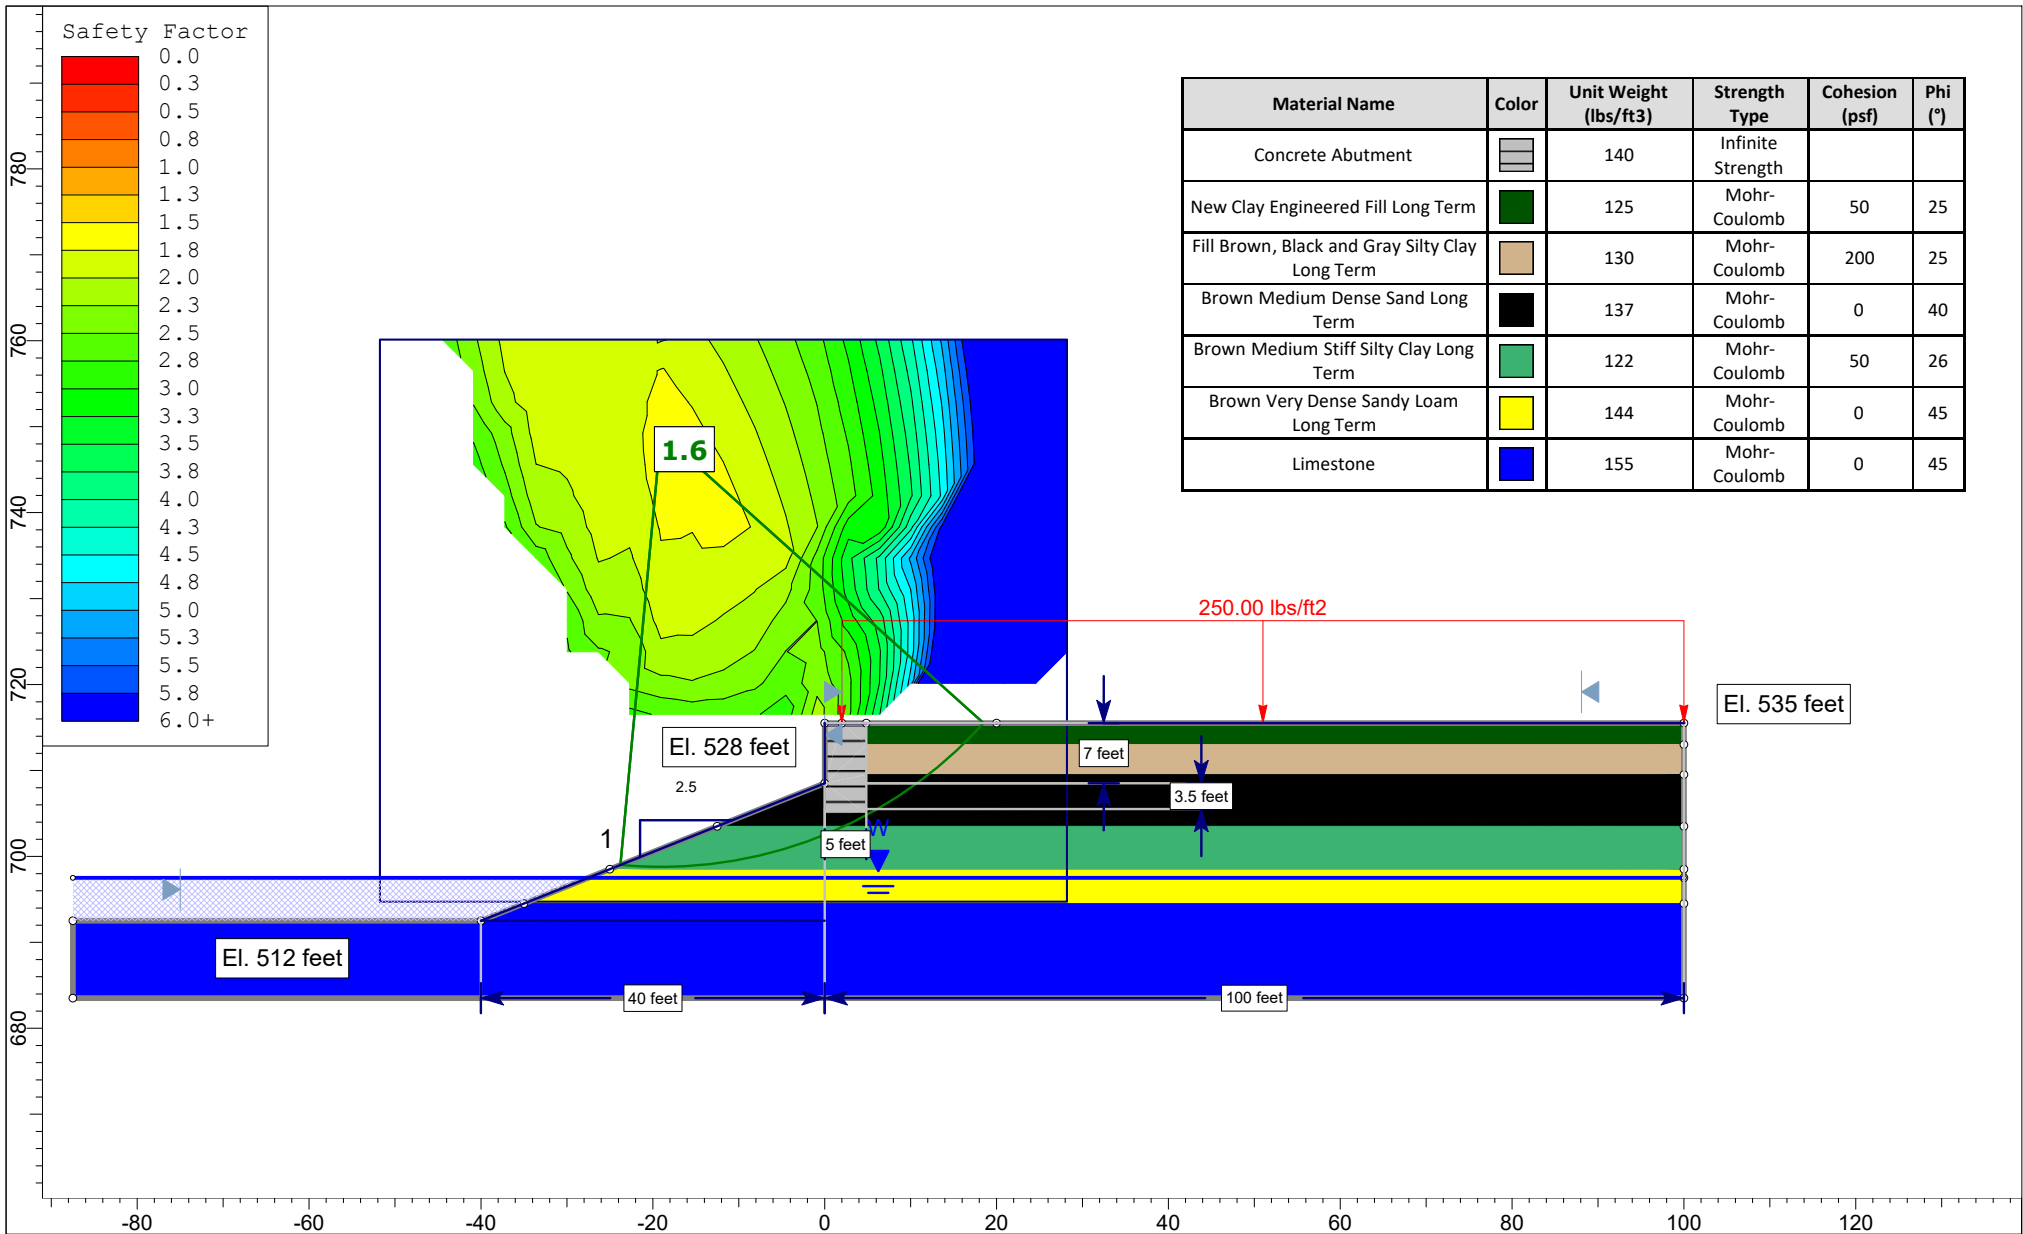 Safety Factor
0.0
0.3
0.5
0.8
1.0
1.3
1.5
1.8
2.0
2.3
2.5
2.8
3.0
3.3
3.5
3.8
4.0
4.3
4.5
4.8
5.0
5.3
5.5
5.8
6.0+
Material Name Color Unit Weight (lbs/ft3) Strength Type Cohesion (psf) Phi (°)
Concrete Abutment 140 Infinite Strength
New Clay Engineered Fill Long Term 125 Mohr-Coulomb 50 25
Fill Brown, Black and Gray Silty Clay Long Term 130 Mohr-Coulomb 200 25
Brown Medium Dense Sand Long Term 137 Mohr-Coulomb 0 40
Brown Medium Stiff Silty Clay Long Term 122 Mohr-Coulomb 50 26
Brown Very Dense Sandy Loam Long Term 144 Mohr-Coulomb 0 45
Limestone 155 Mohr-Coulomb 0 45
1.6
250.00 lbs/ft2
El. 535 feet
El. 528 feet
7 feet
2.5
3.5 feet
1
W
5 feet
El. 512 feet
40 feet
100 feet
780
760
740
720
700
680
-80 -60 -40 -20 0 20 40 60 80 100 120